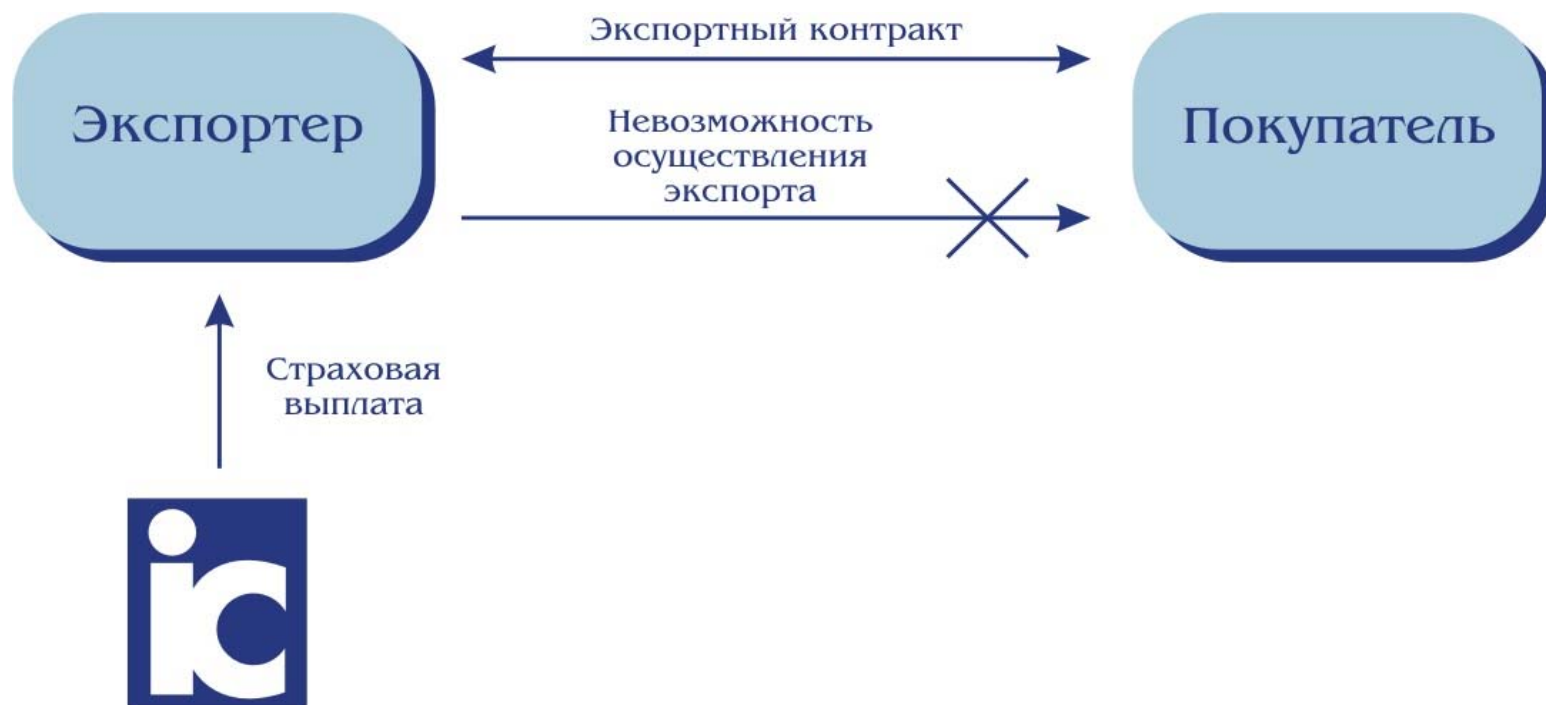 Экспортный контракт
Экспортер
Покупатель
Невозможность
осуществления
экспорта
Страховая
выплата
ic